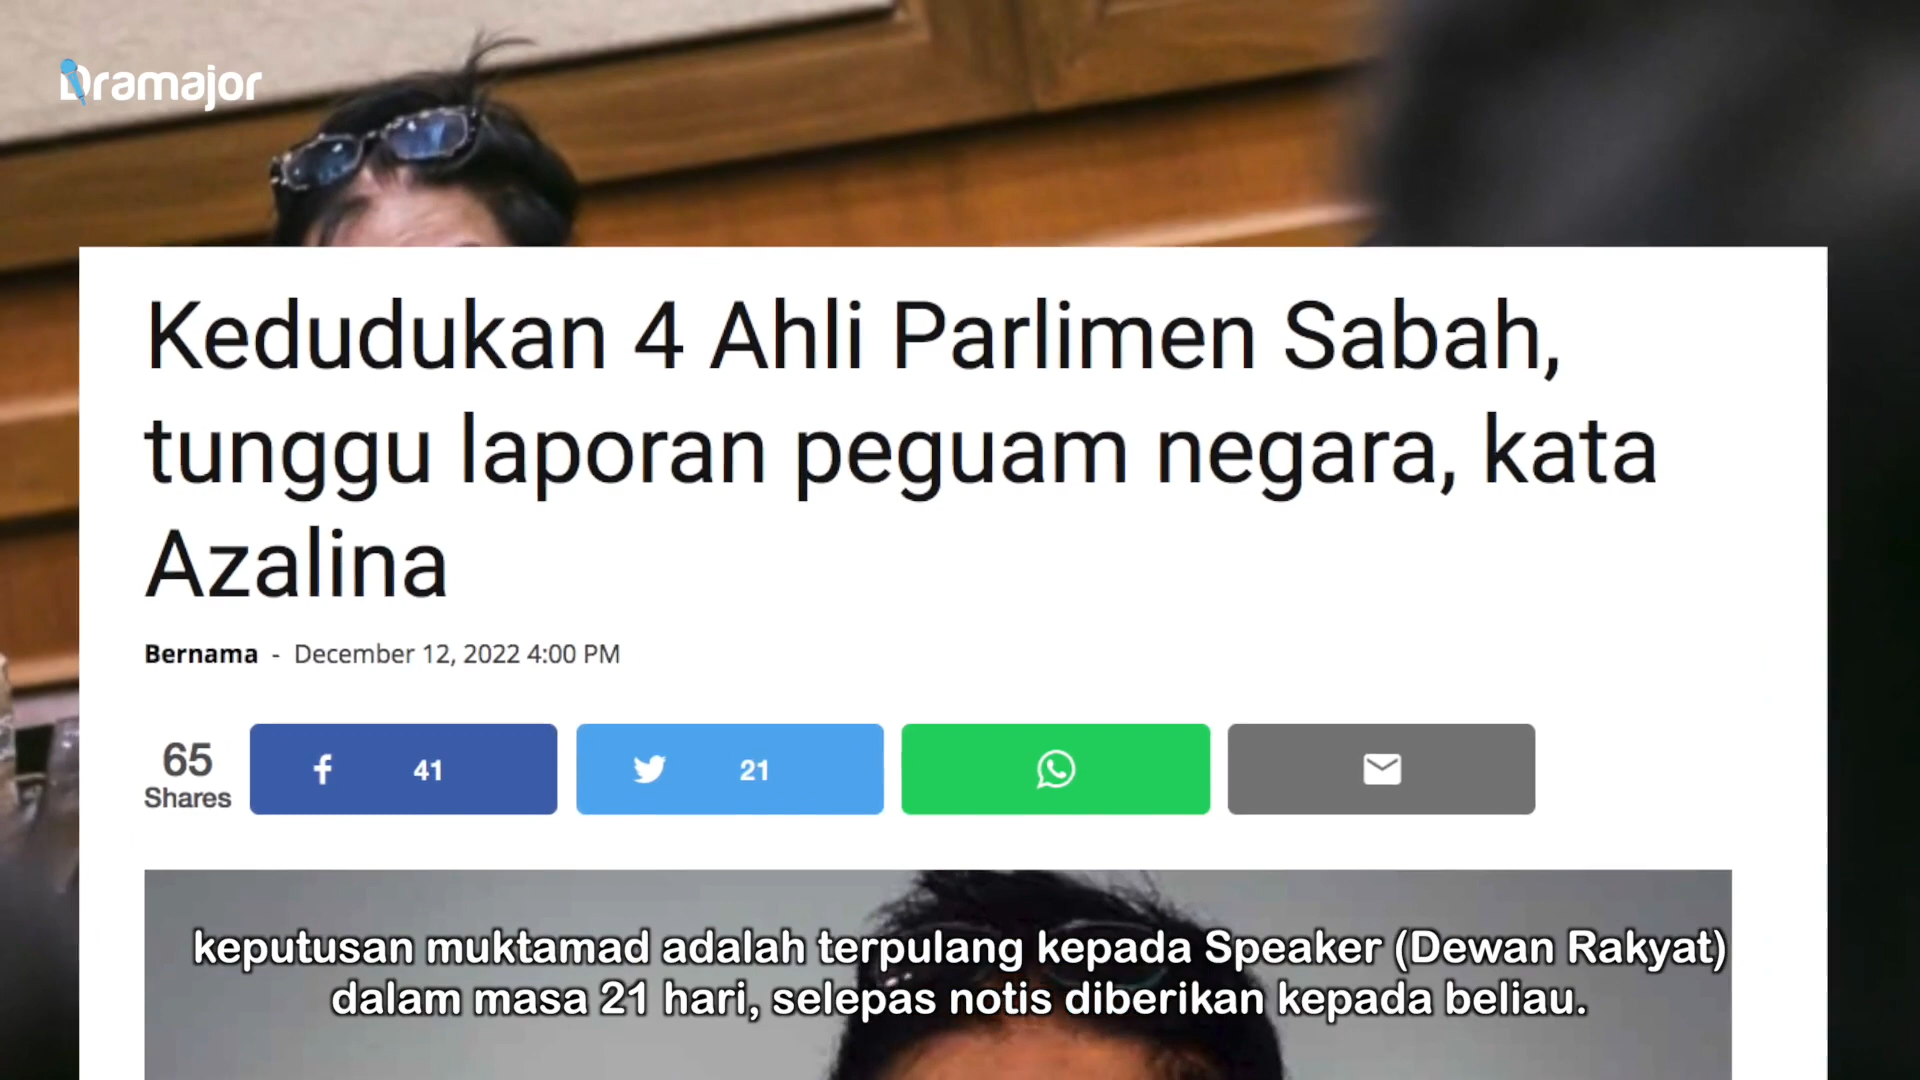 Dramajor
Kedudukan 4 Ahli Parlimen Sabah,
tunggu laporan peguam negara, kata
Azalina
Bernama - December 12, 2022 4:00 PM
65
Shares
41
21
keputusan muktamad adalah terpulang kepada Speaker (Dewan Rakyat)
dalam masa 21 hari, selepas notis diberikan kepada beliau.